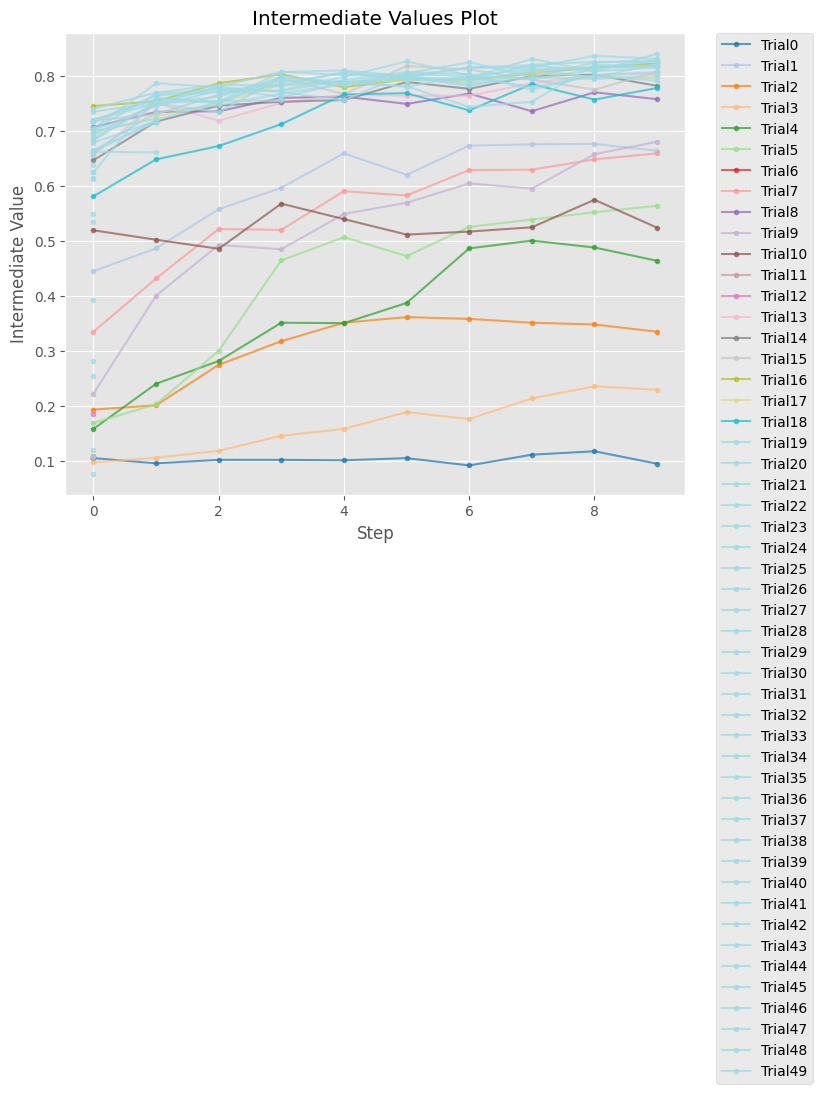 Intermediate Values Plot
Intermediate Value
0.8
0.7
0.6
0.5
0.4
0.3
0.2
0.1
0 2 4 6 8
Step
Trial0
Trial1
Trial2
Trial3
Trial4
Trial5
Trial6
Trial7
Trial8
Trial9
Trial10
Trial11
Trial12
Trial13
Trial14
Trial15
Trial16
Trial17
Trial18
Trial19
Trial20
Trial21
Trial22
Trial23
Trial24
Trial25
Trial26
Trial27
Trial28
Trial29
Trial30
Trial31
Trial32
Trial33
Trial34
Trial35
Trial36
Trial37
Trial38
Trial39
Trial40
Trial41
Trial42
Trial43
Trial44
Trial45
Trial46
Trial47
Trial48
Trial49